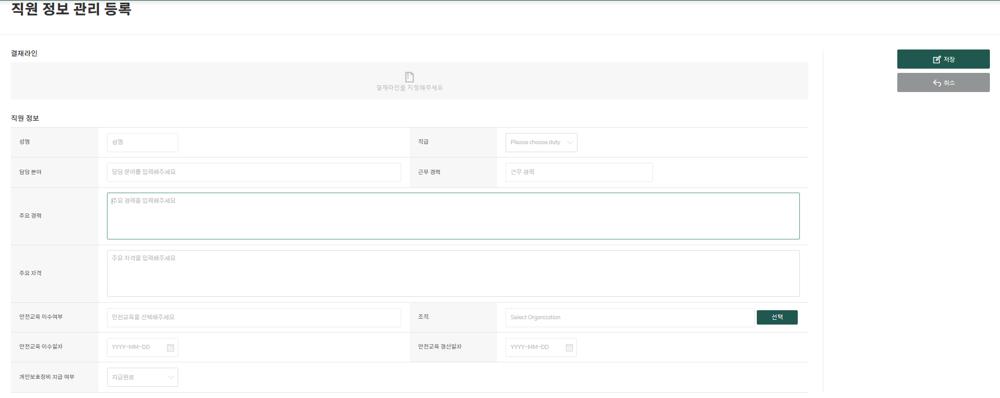 직원 정보 관리 등록
결재라인
저장
결재라인을 지정해주세요
취소
직원 정보
성명
성명
직급
Please choose duty
담당 분야
담당 분야를 입력해주세요
근무 경력
근무 경력
주요 경력
주요 경력을 입력해주세요
주요 자격
주요 자격을 입력해주세요
안전교육 이수여부
안전교육을 선택해주세요
조직
Select Organization
선택
안전교육 이수일자
YYYY-MM-DD
안전교육 갱신일자
YYYY-MM-DD
개인보호장비 지급 여부
지급완료